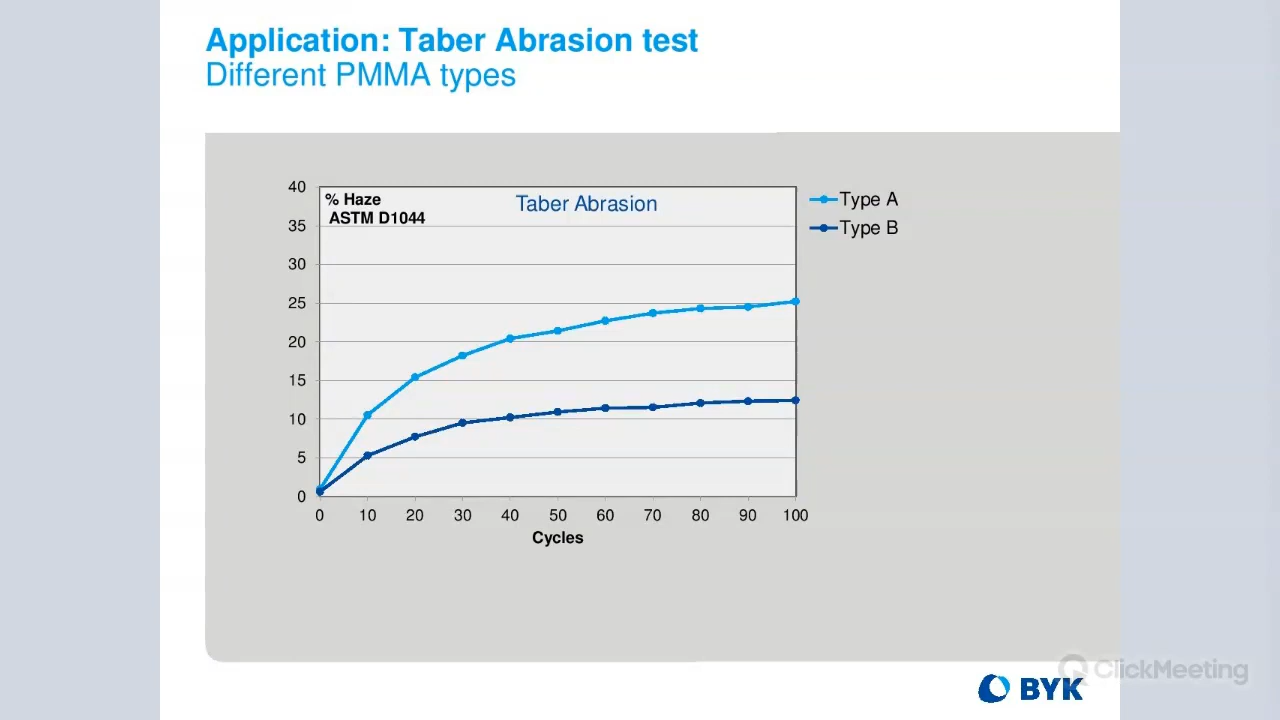 Application: Taber Abrasion test
Different PMMA types
% Haze
ASTM D1044
Taber Abrasion
Type A
Type B
40
35
30
25
20
15
10
5
0
0 10 20 30 40 50 60 70 80 90 100
Cycles
ClickMeeting
BYK